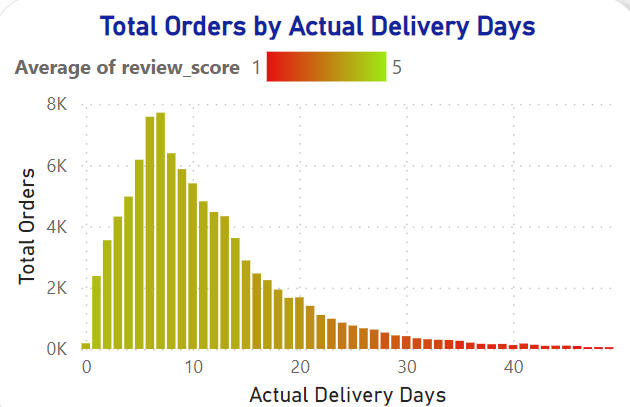 Total Orders by Actual Delivery Days
Average of review_score 1 5
8K
6K
4K
2K
0K
Total Orders
0 10 20 30 40
Actual Delivery Days